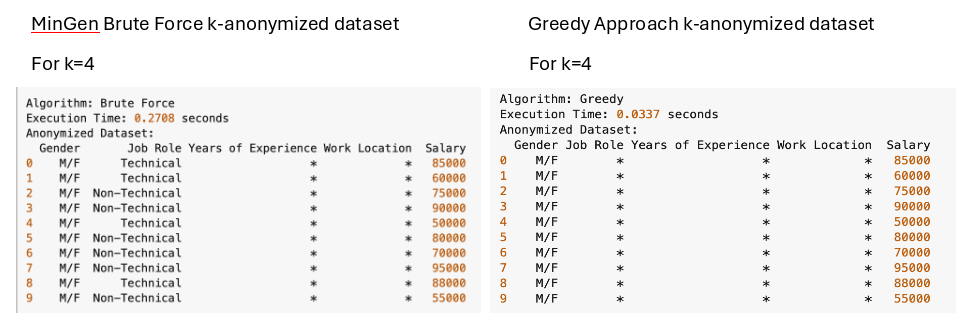 MinGen Brute Force k-anonymized dataset
For k=4
Algorithm: Brute Force
Execution Time: 0.2708 seconds
Anonymized Dataset:
Gender Job Role Years of Experience Work Location Salary
0 M/F Technical * * 85000
1 M/F Technical * * 60000
2 M/F Non-Technical * * 75000
3 M/F Non-Technical * * 90000
4 M/F Technical * * 50000
5 M/F Non-Technical * * 80000
6 M/F Non-Technical * * 70000
7 M/F Non-Technical * * 95000
8 M/F Technical * * 88000
9 M/F Non-Technical * * 55000
Greedy Approach k-anonymized dataset
For k=4
Algorithm: Greedy
Execution Time: 0.0337 seconds
Anonymized Dataset:
Gender Job Role Years of Experience Work Location Salary
0 M/F * * * 85000
1 M/F * * * 60000
2 M/F * * * 75000
3 M/F * * * 90000
4 M/F * * * 50000
5 M/F * * * 80000
6 M/F * * * 70000
7 M/F * * * 95000
8 M/F * * * 88000
9 M/F * * * 55000